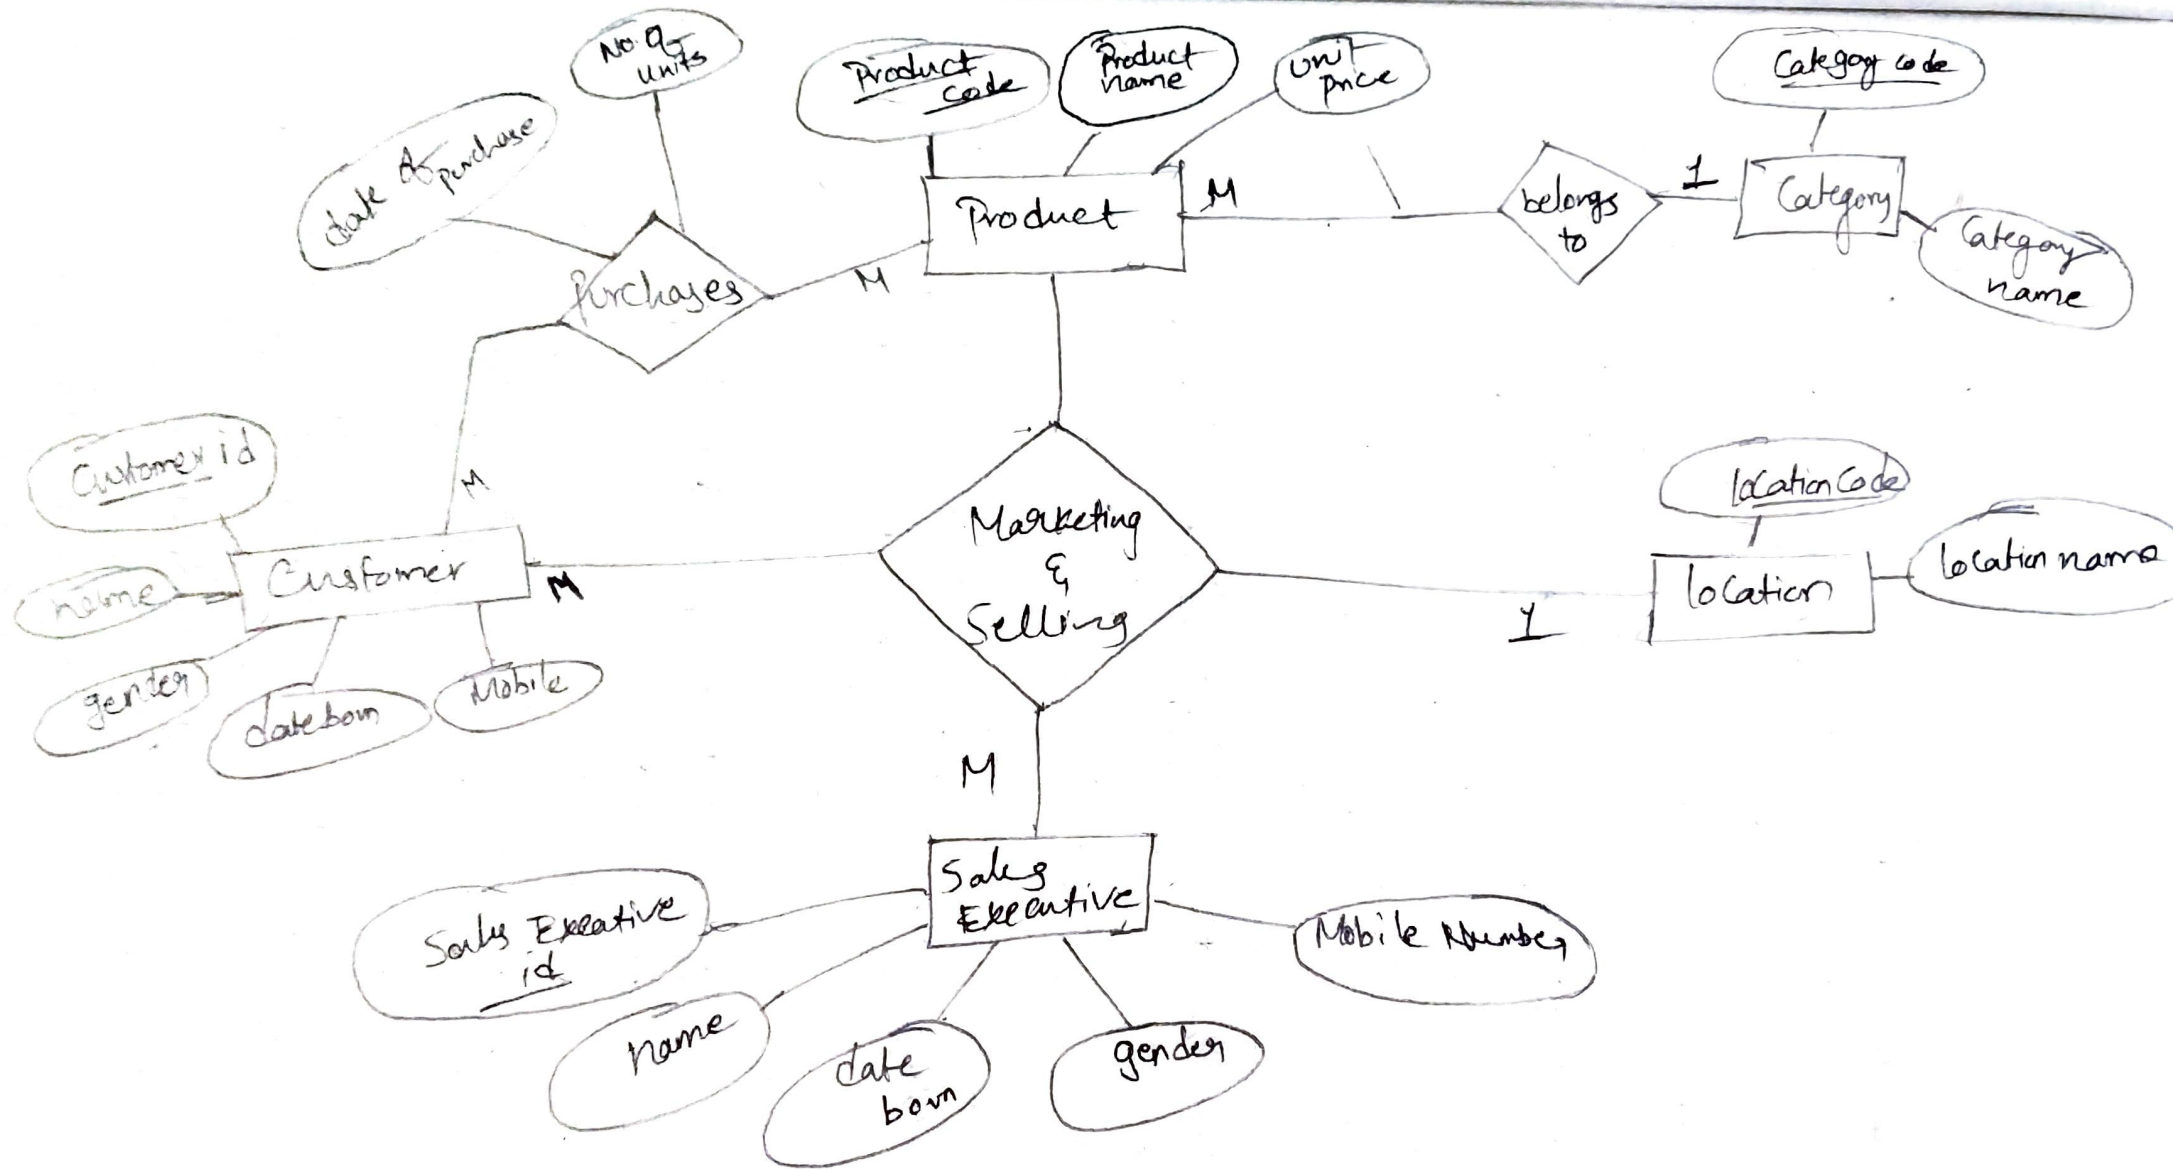 No. of
units
Product
code
Product
name
unit
price
Category code
date of
purchase
Product
M
belongs
to
1
Category
Category
name
Purchases
M
Customer id
M
Customer
M
name
gender
dateborn
Mobile
Marketing
&
Selling
location code
location name
location
1
M
Sales
Executive
Sales Executive
id
name
date
born
gender
Mobile Number